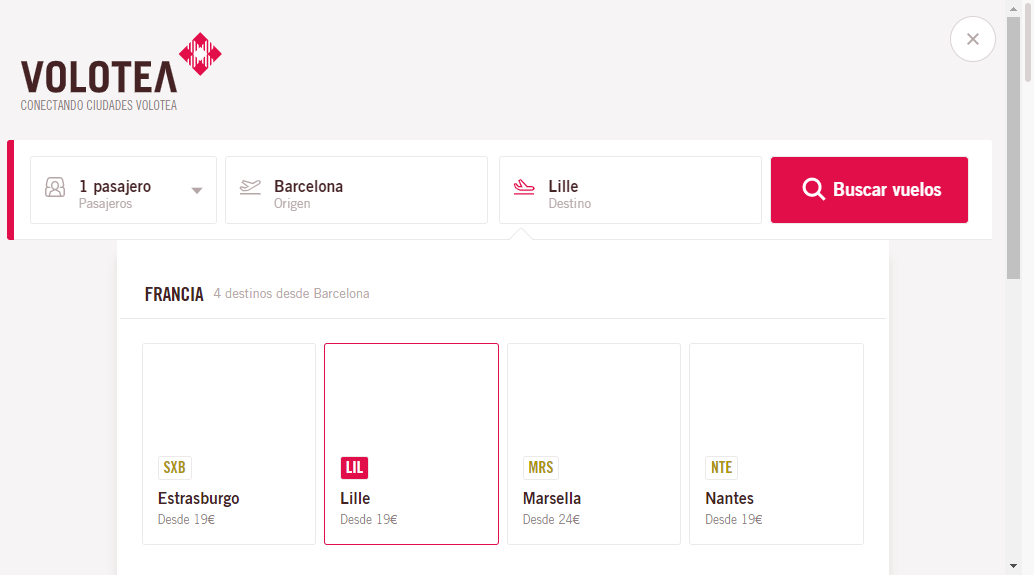 VOLOTEA
CONECTANDO CIUDADES VOLOTEA
1 pasajero
Pasajeros
Barcelona
Origen
Lille
Destino
Buscar vuelos
FRANCIA 4 destinos desde Barcelona
SXB
Estrasburgo
Desde 19€
LIL
Lille
Desde 19€
MRS
Marsella
Desde 24€
NTE
Nantes
Desde 19€